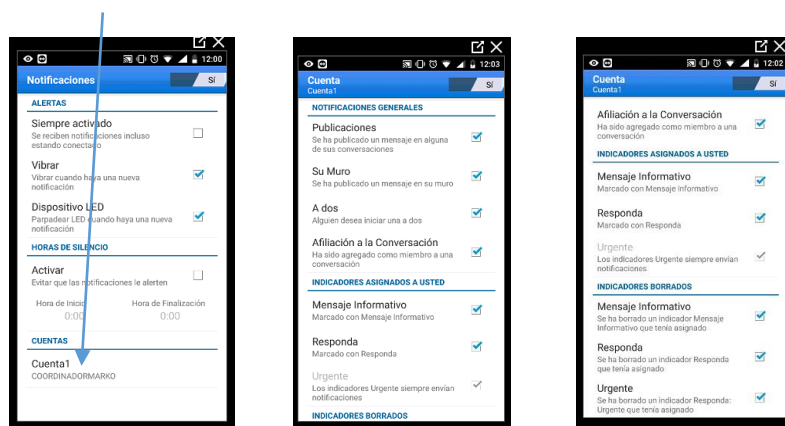 12:00
Notificaciones
Sí
ALERTAS
Siempre activado
Se reciben notificaciones incluso
estando conectado
Vibrar
Vibrar cuando haya una nueva
notificación
Dispositivo LED
Parpadear LED cuando haya una nueva
notificación
HORAS DE SILENCIO
Activar
Evitar que las notificaciones le alerten
Hora de Inicio Hora de Finalización
0:00 0:00
CUENTAS
Cuenta1
COORDINADORMARKO
12:03
Cuenta
Cuenta1
Sí
NOTIFICACIONES GENERALES
Publicaciones
Se ha publicado un mensaje en alguna
de sus conversaciones
Su Muro
Se ha publicado un mensaje en su muro
A dos
Alguien desea iniciar una a dos
Afiliación a la Conversación
Ha sido agregado como miembro a una
conversación
INDICADORES ASIGNADOS A USTED
Mensaje Informativo
Marcado con Mensaje Informativo
Responda
Marcado con Responda
Urgente
Los indicadores Urgente siempre envían
notificaciones
INDICADORES BORRADOS
12:02
Cuenta
Cuenta1
Sí
Afiliación a la Conversación
Ha sido agregado como miembro a una
conversación
INDICADORES ASIGNADOS A USTED
Mensaje Informativo
Marcado con Mensaje Informativo
Responda
Marcado con Responda
Urgente
Los indicadores Urgente siempre envían
notificaciones
INDICADORES BORRADOS
Mensaje Informativo
Se ha borrado un indicador Mensaje
Informativo que tenía asignado
Responda
Se ha borrado un indicador Responda
que tenía asignado
Urgente
Se ha borrado un indicador Responda:
Urgente que tenía asignado